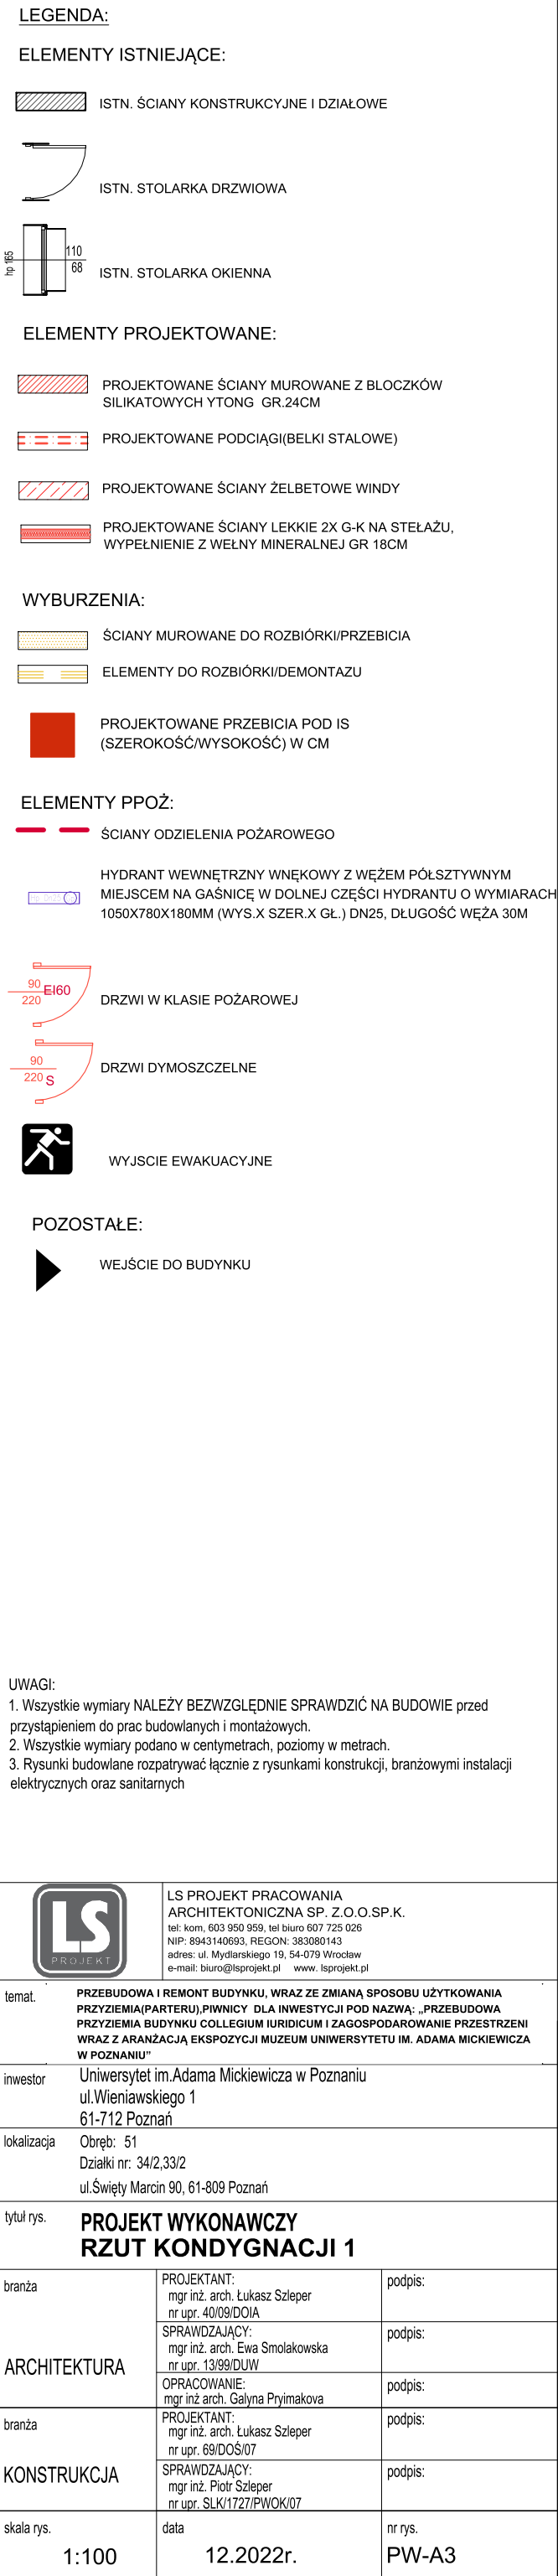 LEGENDA:
ELEMENTY ISTNIEJĄCE:
ISTN. ŚCIANY KONSTRUKCYJNE I DZIAŁOWE
ISTN. STOLARKA DRZWIOWA
hp 165
110
68
ISTN. STOLARKA OKIENNA
ELEMENTY PROJEKTOWANE:
PROJEKTOWANE ŚCIANY MUROWANE Z BLOCZKÓW
SILIKATOWYCH YTONG GR.24CM
PROJEKTOWANE PODCIĄGI(BELKI STALOWE)
PROJEKTOWANE ŚCIANY ŻELBETOWE WINDY
PROJEKTOWANE ŚCIANY LEKKIE 2X G-K NA STEŁAŻU,
WYPEŁNIENIE Z WEŁNY MINERALNEJ GR 18CM
WYBURZENIA:
ŚCIANY MUROWANE DO ROZBIÓRKI/PRZEBICIA
ELEMENTY DO ROZBIÓRKI/DEMONTAZU
PROJEKTOWANE PRZEBICIA POD IS
(SZEROKOŚĆ/WYSOKOŚĆ) W CM
ELEMENTY PPOŻ:
ŚCIANY ODZIELENIA POŻAROWEGO
HYDRANT WEWNĘTRZNY WNĘKOWY Z WĘŻEM PÓŁSZTYWNYM
MIEJSCEM NA GAŚNICĘ W DOLNEJ CZĘŚCI HYDRANTU O WYMIARACH
1050X780X180MM (WYS.X SZER.X GŁ.) DN25, DŁUGOŚĆ WĘŻA 30M
90
220
EI60
DRZWI W KLASIE POŻAROWEJ
90
220
S
DRZWI DYMOSZCZELNE
WYJSCIE EWAKUACYJNE
POZOSTAŁE:
WEJŚCIE DO BUDYNKU
UWAGI:
1. Wszystkie wymiary NALEŻY BEZWZGLĘDNIE SPRAWDZIĆ NA BUDOWIE przed
przystąpieniem do prac budowlanych i montażowych.
2. Wszystkie wymiary podano w centymetrach, poziomy w metrach.
3. Rysunki budowlane rozpatrywać łącznie z rysunkami konstrukcji, branżowymi instalacji
elektrycznych oraz sanitarnych
LS
PROJEKT
LS PROJEKT PRACOWANIA
ARCHITEKTONICZNA SP. Z.O.O.SP.K.
tel: kom, 603 950 959, tel biuro 607 725 026
NIP: 8943140693, REGON: 383080143
adres: ul. Mydlarskiego 19, 54-079 Wrocław
e-mail: biuro@lsprojekt.pl www. lsprojekt.pl
temat.
PRZEBUDOWA I REMONT BUDYNKU, WRAZ ZE ZMIANĄ SPOSOBU UŻYTKOWANIA
PRZYZIEMIA(PARTERU),PIWNICY DLA INWESTYCJI POD NAZWĄ: „PRZEBUDOWA
PRZYZIEMIA BUDYNKU COLLEGIUM IURIDICUM I ZAGOSPODAROWANIE PRZESTRZENI
WRAZ Z ARANŻACJĄ EKSPOZYCJI MUZEUM UNIWERSYTETU IM. ADAMA MICKIEWICZA
W POZNANIU"
inwestor
Uniwersytet im.Adama Mickiewicza w Poznaniu
ul.Wieniawskiego 1
61-712 Poznań
lokalizacja
Obręb: 51
Działki nr: 34/2,33/2
ul.Święty Marcin 90, 61-809 Poznań
tytuł rys.
PROJEKT WYKONAWCZY
RZUT KONDYGNACJI 1
branża
ARCHITEKTURA
PROJEKTANT:
mgr inż. arch. Łukasz Szleper
nr upr. 40/09/DOIA
podpis:
SPRAWDZAJĄCY:
mgr inż. arch. Ewa Smolakowska
nr upr. 13/99/DUW
podpis:
OPRACOWANIE:
mgr inż arch. Galyna Pryimakova
podpis:
branża
KONSTRUKCJA
PROJEKTANT:
mgr inż. arch. Łukasz Szleper
nr upr. 69/DOŚ/07
podpis:
SPRAWDZAJĄCY:
mgr inż. Piotr Szleper
nr upr. SLK/1727/PWOK/07
podpis:
skala rys.
1:100
data
12.2022r.
nr rys.
PW-A3